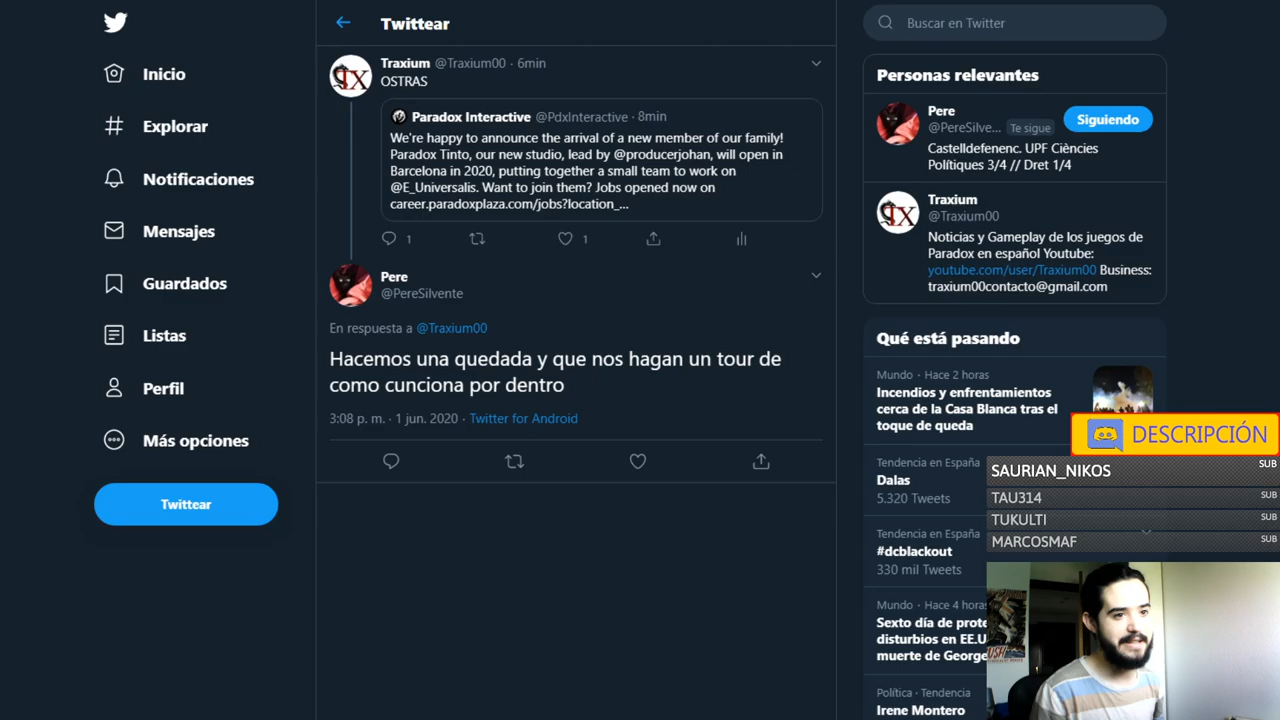 Inicio
Explorar
Notificaciones
Mensajes
Guardados
Listas
Perfil
Más opciones
Twittear
Twittear
Traxium @Traxium00 · 6min
OSTRAS
Paradox Interactive @PdxInteractive · 8min
We're happy to announce the arrival of a new member of our family!
Paradox Tinto, our new studio, lead by @producerjohan, will open in
Barcelona in 2020, putting together a small team to work on
@E_Universalis. Want to join them? Jobs opened now on
career.paradoxplaza.com/jobs?location_...
1
1
Pere
@PereSilvente
En respuesta a @Traxium00
Hacemos una quedada y que nos hagan un tour de
como cunciona por dentro
3:08 p. m. · 1 jun. 2020 · Twitter for Android
Buscar en Twitter
Personas relevantes
Pere
@PereSilve... Te sigue
Siguiendo
Castelldefenenc. UPF Ciències
Polítiques 3/4 // Dret 1/4
Traxium
@Traxium00
Noticias y Gameplay de los juegos de
Paradox en español Youtube:
youtube.com/user/Traxium00 Business:
traxium00contacto@gmail.com
Qué está pasando
Mundo · Hace 2 horas
Incendios y enfrentamientos
cerca de la Casa Blanca tras el
toque de queda
Tendencia en España
Dalas
5.320 Tweets
Tendencia en España
#dcblackout
330 mil Tweets
Mundo · Hace 4 horas
Sexto día de prote
disturbios en EE.U
muerte de George
Política · Tendencia
Irene Montero
DESCRIPCIÓN
SAURIAN_NIKOS SUB
TAU314 SUB
TUKULTI SUB
MARCOSMAF SUB